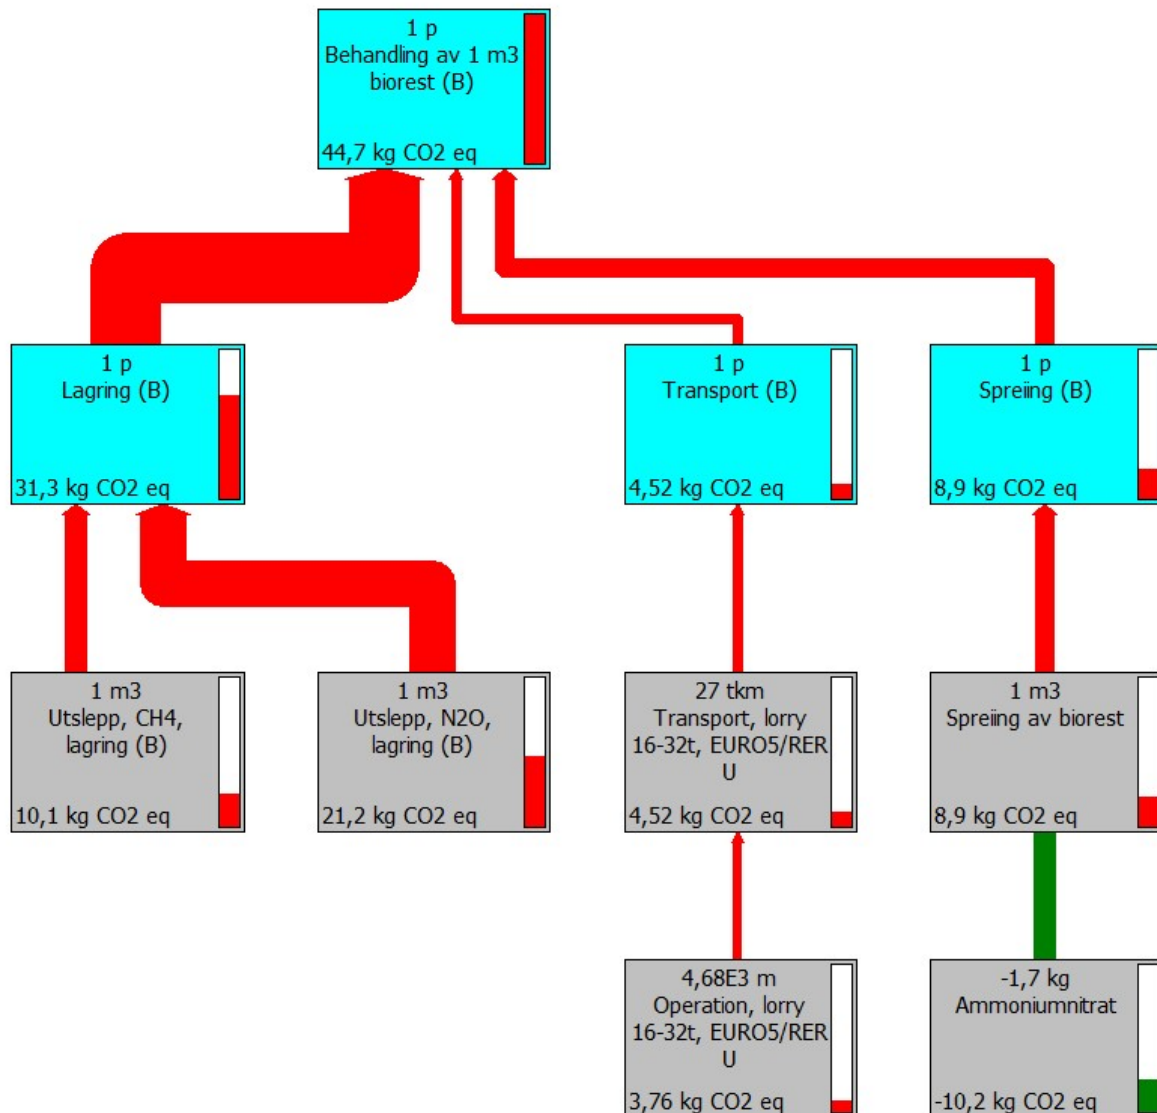 1 p
Behandling av 1 m3
biorest (B)
44,7 kg CO2 eq
1 p
Lagring (B)
31,3 kg CO2 eq
1 p
Transport (B)
4,52 kg CO2 eq
1 p
Spreiing (B)
8,9 kg CO2 eq
1 m3
Utslepp, CH4,
lagring (B)
10,1 kg CO2 eq
1 m3
Utslepp, N2O,
lagring (B)
21,2 kg CO2 eq
27 tkm
Transport, lorry
16-32t, EURO5/RER
U
4,52 kg CO2 eq
1 m3
Spreiing av biorest
8,9 kg CO2 eq
4,68E3 m
Operation, lorry
16-32t, EURO5/RER
U
3,76 kg CO2 eq
-1,7 kg
Ammoniumnitrat
-10,2 kg CO2 eq